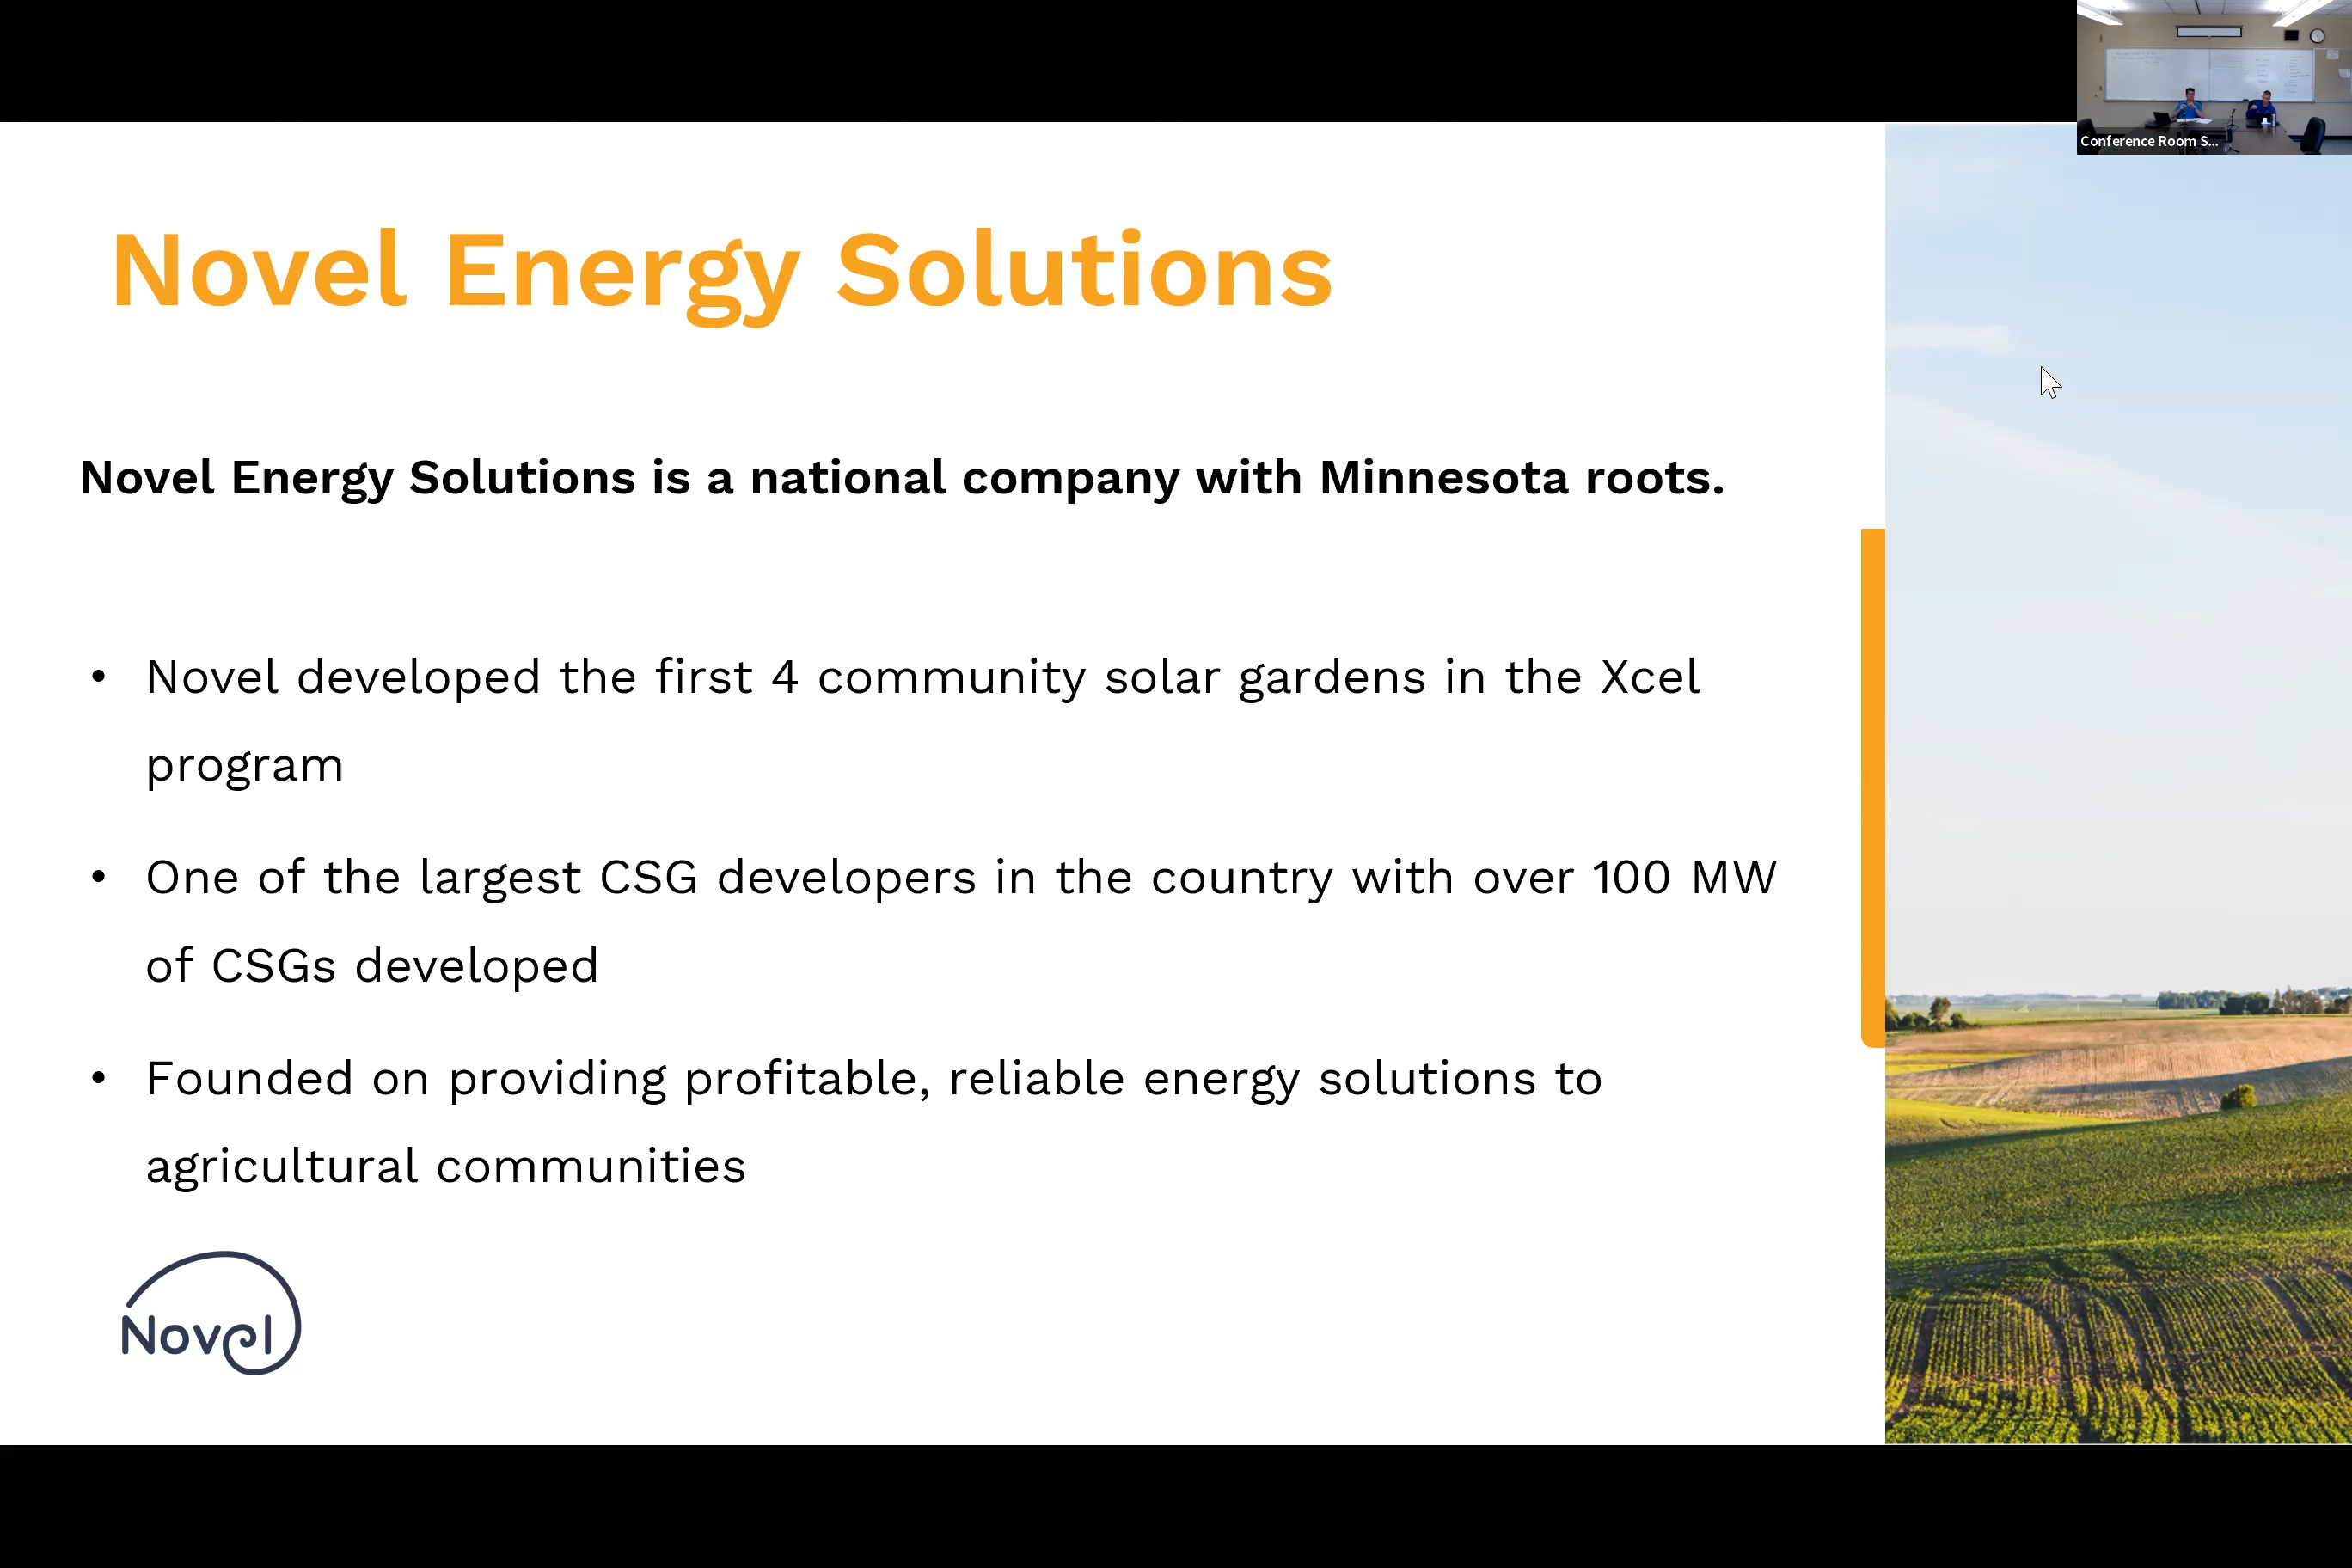 Conference Room S...
Novel Energy Solutions
Novel Energy Solutions is a national company with Minnesota roots.
• Novel developed the first 4 community solar gardens in the Xcel
program
• One of the largest CSG developers in the country with over 100 MW
of CSGs developed
• Founded on providing profitable, reliable energy solutions to
agricultural communities
Novel